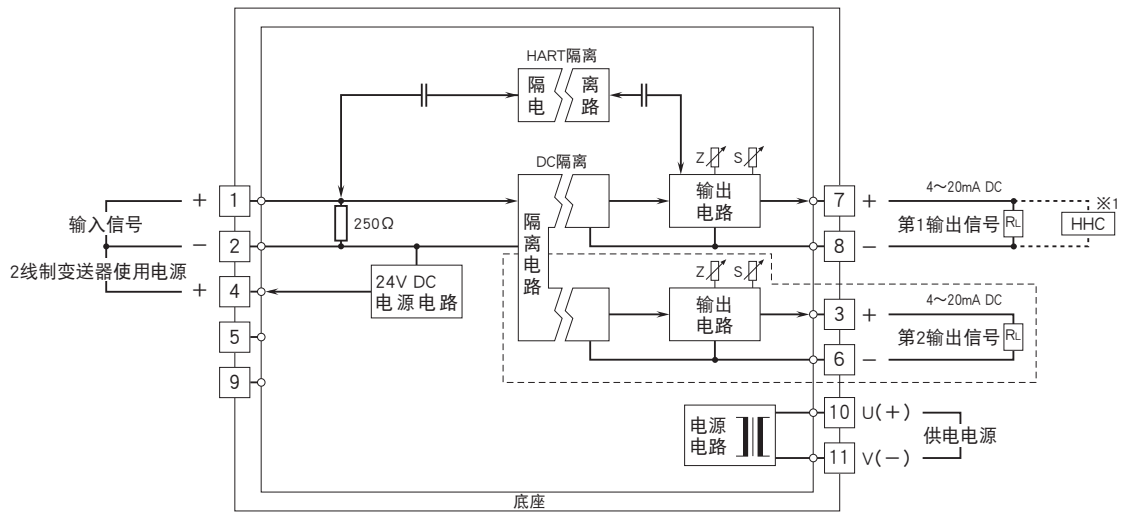 HART隔离
隔 离
电 路
DC隔离
Z S
4～20mA DC
※1
1 + 输出电路 7 +
输入信号
250Ω
隔离电路
第1输出信号 RL
HHC
2 − 8 −
2线制变送器使用电源
4 +
24V DC
电源电路
Z S
输出电路
4～20mA DC
3 +
5
第2输出信号 RL
6 −
9
电源电路
10 U(+)
供电电源
11 V(−)
底座